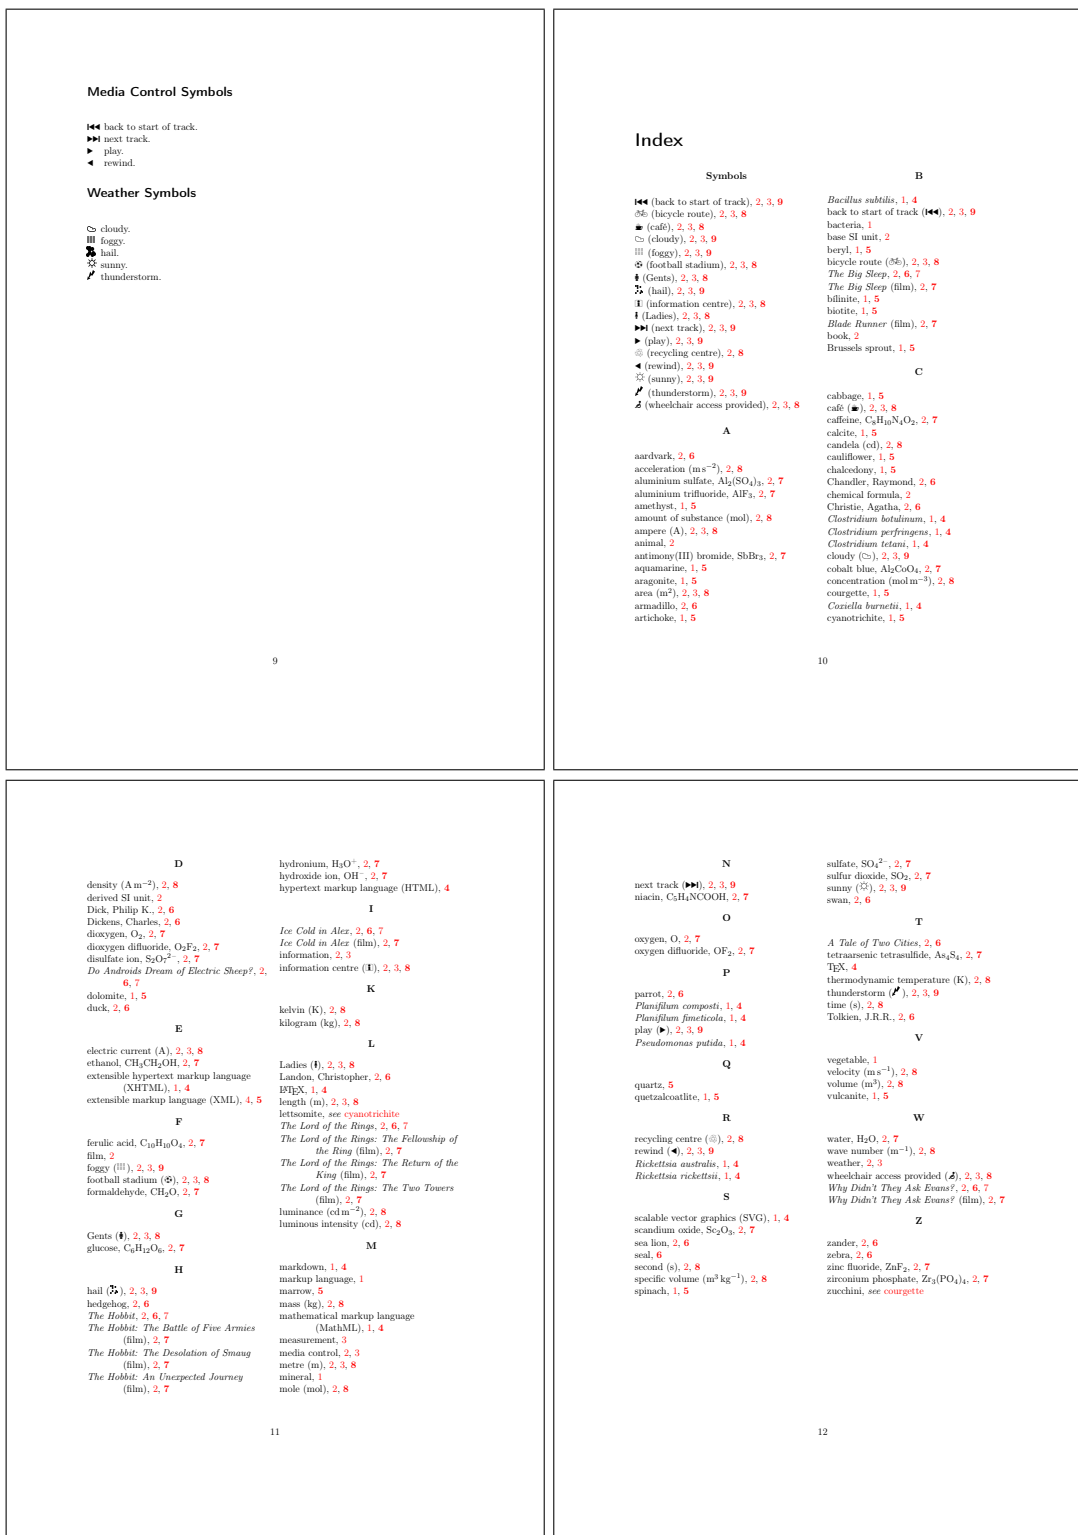 Media Control Symbols
⏮ back to start of track.
⏭ next track.
▶ play.
◀ rewind.
Weather Symbols
cloudy.
foggy.
hail.
sunny.
thunderstorm.
9
Index
Symbols
⏮ (back to start of track), 2, 3, 9
(bicycle route), 2, 3, 8
(café), 2, 3, 8
(cloudy), 2, 3, 9
(foggy), 2, 3, 9
(football stadium), 2, 3, 8
(Gents), 2, 3, 8
(hail), 2, 3, 9
(information centre), 2, 3, 8
(Ladies), 2, 3, 8
⏭ (next track), 2, 3, 9
▶ (play), 2, 3, 9
(recycling centre), 2, 8
◀ (rewind), 2, 3, 9
(sunny), 2, 3, 9
(thunderstorm), 2, 3, 9
(wheelchair access provided), 2, 3, 8
A
aardvark, 2, 6
acceleration (m s⁻²), 2, 8
aluminium sulfate, Al₂(SO₄)₃, 2, 7
aluminium trifluoride, AlF₃, 2, 7
amethyst, 1, 5
amount of substance (mol), 2, 8
ampere (A), 2, 3, 8
animal, 2
antimony(III) bromide, SbBr₃, 2, 7
aquamarine, 1, 5
aragonite, 1, 5
area (m²), 2, 3, 8
armadillo, 2, 6
artichoke, 1, 5
B
Bacillus subtilis, 1, 4
back to start of track (⏮), 2, 3, 9
bacteria, 1
base SI unit, 2
beryl, 1, 5
bicycle route (🚲), 2, 3, 8
The Big Sleep, 2, 6, 7
The Big Sleep (film), 2, 7
bilinite, 1, 5
biotite, 1, 5
Blade Runner (film), 2, 7
book, 2
Brussels sprout, 1, 5
C
cabbage, 1, 5
café (☕), 2, 3, 8
caffeine, C₈H₁₀N₄O₂, 2, 7
calcite, 1, 5
candela (cd), 2, 8
cauliflower, 1, 5
chalcedony, 1, 5
Chandler, Raymond, 2, 6
chemical formula, 2
Christie, Agatha, 2, 6
Clostridium botulinum, 1, 4
Clostridium perfringens, 1, 4
Clostridium tetani, 1, 4
cloudy (☁), 2, 3, 9
cobalt blue, Al₂CoO₄, 2, 7
concentration (mol m⁻³), 2, 8
courgette, 1, 5
Coxiella burnetii, 1, 4
cyanotrichite, 1, 5
10
D
density (A m⁻²), 2, 8
derived SI unit, 2
Dick, Philip K., 2, 6
Dickens, Charles, 2, 6
dioxygen, O₂, 2, 7
dioxygen difluoride, O₂F₂, 2, 7
disulfate ion, S₂O₇²⁻, 2, 7
Do Androids Dream of Electric Sheep?, 2,
6, 7
dolomite, 1, 5
duck, 2, 6
E
electric current (A), 2, 3, 8
ethanol, CH₃CH₂OH, 2, 7
extensible hypertext markup language
(XHTML), 1, 4
extensible markup language (XML), 4, 5
F
ferulic acid, C₁₀H₁₀O₄, 2, 7
film, 2
foggy (🌫), 2, 3, 9
football stadium (⚽), 2, 3, 8
formaldehyde, CH₂O, 2, 7
G
Gents (🚹), 2, 3, 8
glucose, C₆H₁₂O₆, 2, 7
H
hail (), 2, 3, 9
hedgehog, 2, 6
The Hobbit, 2, 6, 7
The Hobbit: The Battle of Five Armies
(film), 2, 7
The Hobbit: The Desolation of Smaug
(film), 2, 7
The Hobbit: An Unexpected Journey
(film), 2, 7
hydronium, H₃O⁺, 2, 7
hydroxide ion, OH⁻, 2, 7
hypertext markup language (HTML), 4
I
Ice Cold in Alex, 2, 6, 7
Ice Cold in Alex (film), 2, 7
information, 2, 3
information centre (ℹ), 2, 3, 8
K
kelvin (K), 2, 8
kilogram (kg), 2, 8
L
Ladies (🚺), 2, 3, 8
Landon, Christopher, 2, 6
LATEX, 1, 4
length (m), 2, 3, 8
lettsomite, see cyanotrichite
The Lord of the Rings, 2, 6, 7
The Lord of the Rings: The Fellowship of
the Ring (film), 2, 7
The Lord of the Rings: The Return of the
King (film), 2, 7
The Lord of the Rings: The Two Towers
(film), 2, 7
luminance (cd m⁻²), 2, 8
luminous intensity (cd), 2, 8
M
markdown, 1, 4
markup language, 1
marrow, 5
mass (kg), 2, 8
mathematical markup language
(MathML), 1, 4
measurement, 3
media control, 2, 3
metre (m), 2, 3, 8
mineral, 1
mole (mol), 2, 8
11
N
next track (⏭), 2, 3, 9
niacin, C₅H₄NCOOH, 2, 7
O
oxygen, O, 2, 7
oxygen difluoride, OF₂, 2, 7
P
parrot, 2, 6
Planifilum composti, 1, 4
Planifilum fimeticola, 1, 4
play (▶), 2, 3, 9
Pseudomonas putida, 1, 4
Q
quartz, 5
quetzalcoatlite, 1, 5
R
recycling centre (♲), 2, 8
rewind (◀), 2, 3, 9
Rickettsia australis, 1, 4
Rickettsia rickettsii, 1, 4
S
scalable vector graphics (SVG), 1, 4
scandium oxide, Sc₂O₃, 2, 7
sea lion, 2, 6
seal, 6
second (s), 2, 8
specific volume (m³ kg⁻¹), 2, 8
spinach, 1, 5
sulfate, SO₄²⁻, 2, 7
sulfur dioxide, SO₂, 2, 7
sunny (☼), 2, 3, 9
swan, 2, 6
T
A Tale of Two Cities, 2, 6
tetraarsenic tetrasulfide, As₄S₄, 2, 7
TEX, 4
thermodynamic temperature (K), 2, 8
thunderstorm (), 2, 3, 9
time (s), 2, 8
Tolkien, J.R.R., 2, 6
V
vegetable, 1
velocity (m s⁻¹), 2, 8
volume (m³), 2, 8
vulcanite, 1, 5
W
water, H₂O, 2, 7
wave number (m⁻¹), 2, 8
weather, 2, 3
wheelchair access provided (♿), 2, 3, 8
Why Didn't They Ask Evans?, 2, 6, 7
Why Didn't They Ask Evans? (film), 2, 7
Z
zander, 2, 6
zebra, 2, 6
zinc fluoride, ZnF₂, 2, 7
zirconium phosphate, Zr₃(PO₄)₄, 2, 7
zucchini, see courgette
12